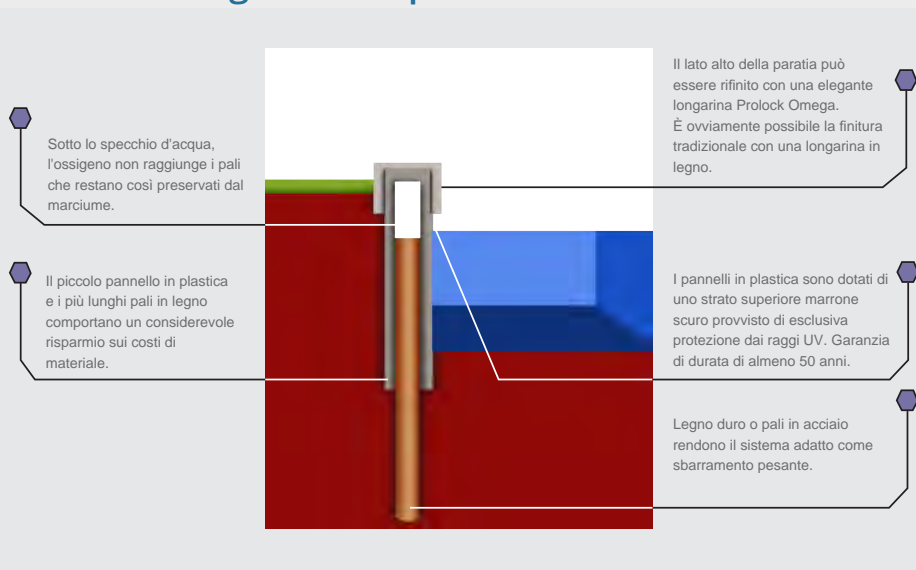 Sotto lo specchio d'acqua,
l'ossigeno non raggiunge i pali
che restano così preservati dal
marciume.
Il piccolo pannello in plastica
e i più lunghi pali in legno
comportano un considerevole
risparmio sui costi di
materiale.
Il lato alto della paratia può
essere rifinito con una elegante
longarina Prolock Omega.
È ovviamente possibile la finitura
tradizionale con una longarina in
legno.
I pannelli in plastica sono dotati di
uno strato superiore marrone
scuro provvisto di esclusiva
protezione dai raggi UV. Garanzia
di durata di almeno 50 anni.
Legno duro o pali in acciaio
rendono il sistema adatto come
sbarramento pesante.